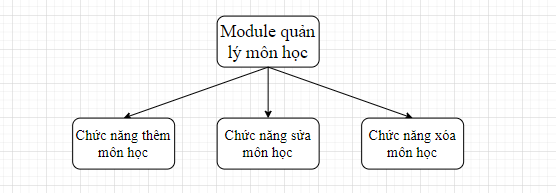 Module quản
lý môn học
Chức năng thêm
môn học
Chức năng sửa
môn học
Chức năng xóa
môn học